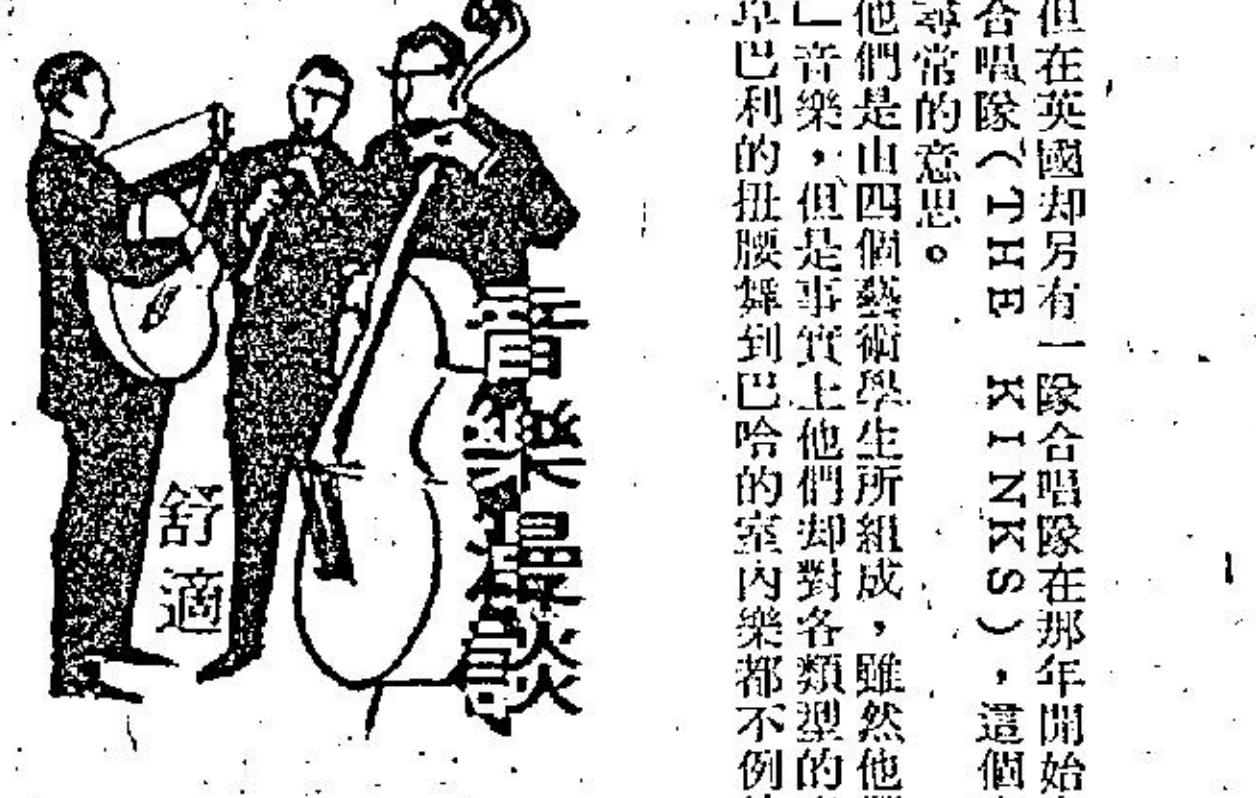 但在英國却另有一隊合唱隊在那年開始
合唱隊（THE KINKS），這個
尋常的意思。
他們是由四個藝術學生所組成，雖然他
」音樂，但是事實上他們却對各類型的
卓巴利的扭腰舞到巴哈的室內樂都不例
音樂漫談
舒適